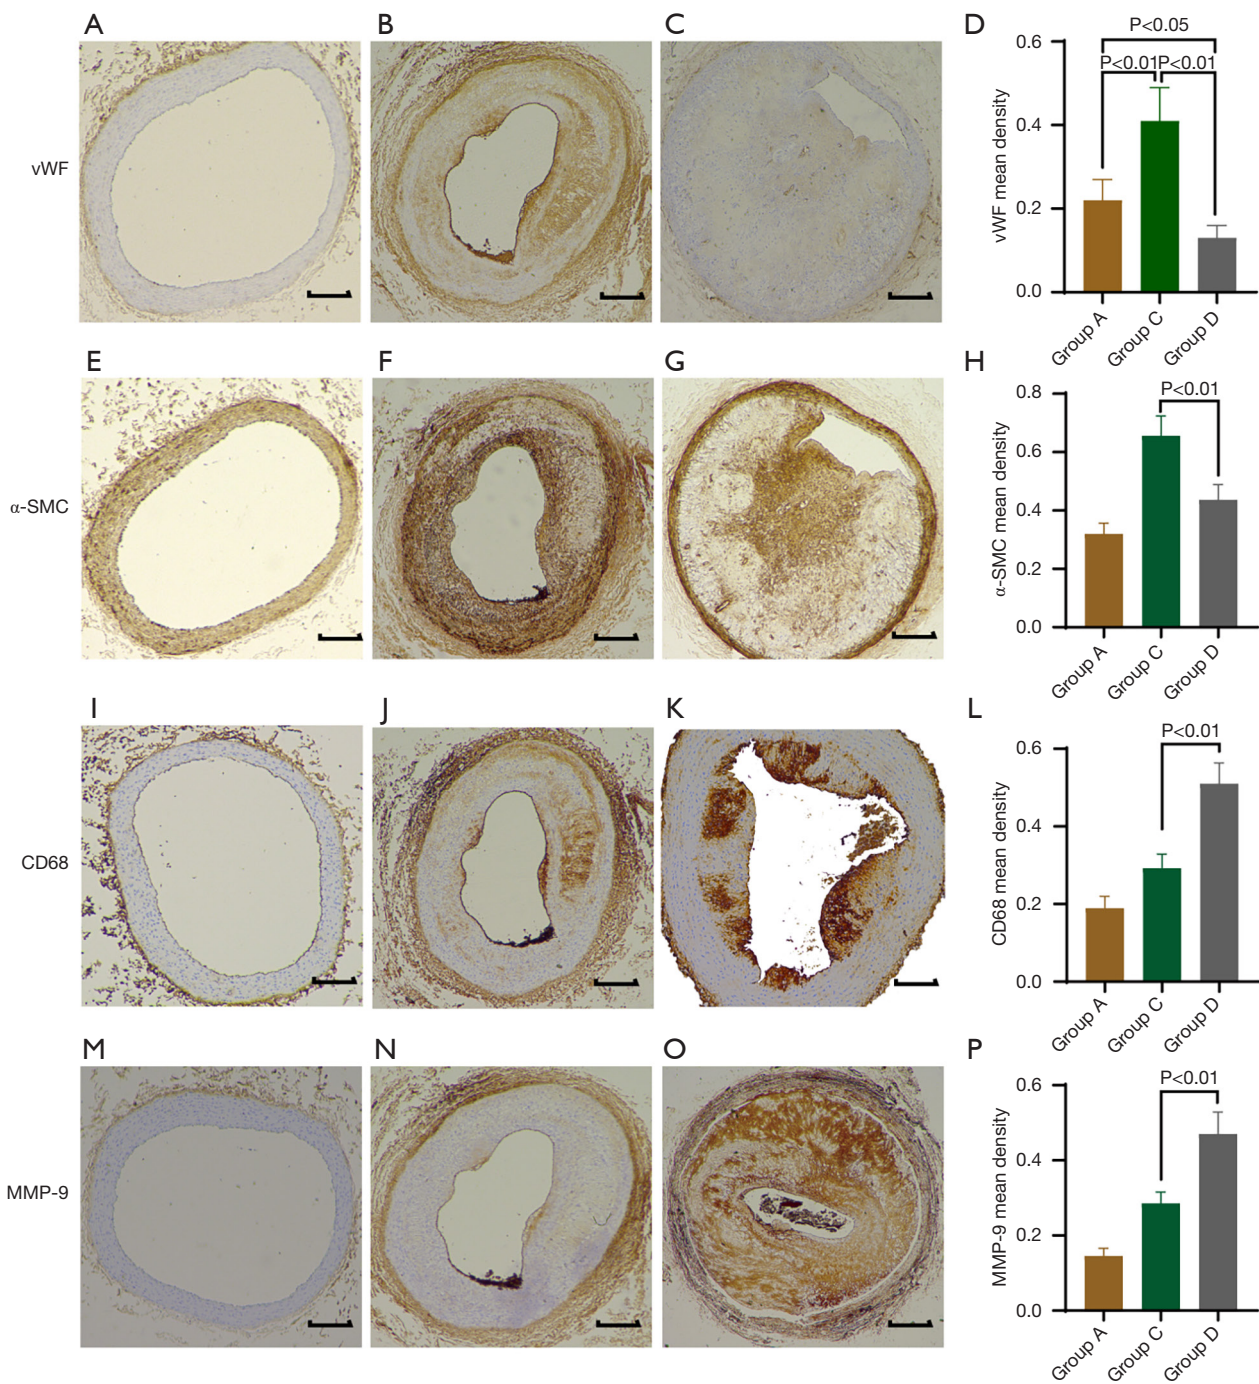 A
B
C
D
vWF
vWF mean density
0.6
0.4
0.2
0.0
P<0.05
P<0.01
P<0.01
Group A
Group C
Group D
E
F
G
H
α-SMC
α-SMC mean density
0.8
0.6
0.4
0.2
0.0
P<0.01
Group A
Group C
Group D
I
J
K
L
CD68
CD68 mean density
0.6
0.4
0.2
0.0
P<0.01
Group A
Group C
Group D
M
N
O
P
MMP-9
MMP-9 mean density
0.6
0.4
0.2
0.0
P<0.01
Group A
Group C
Group D